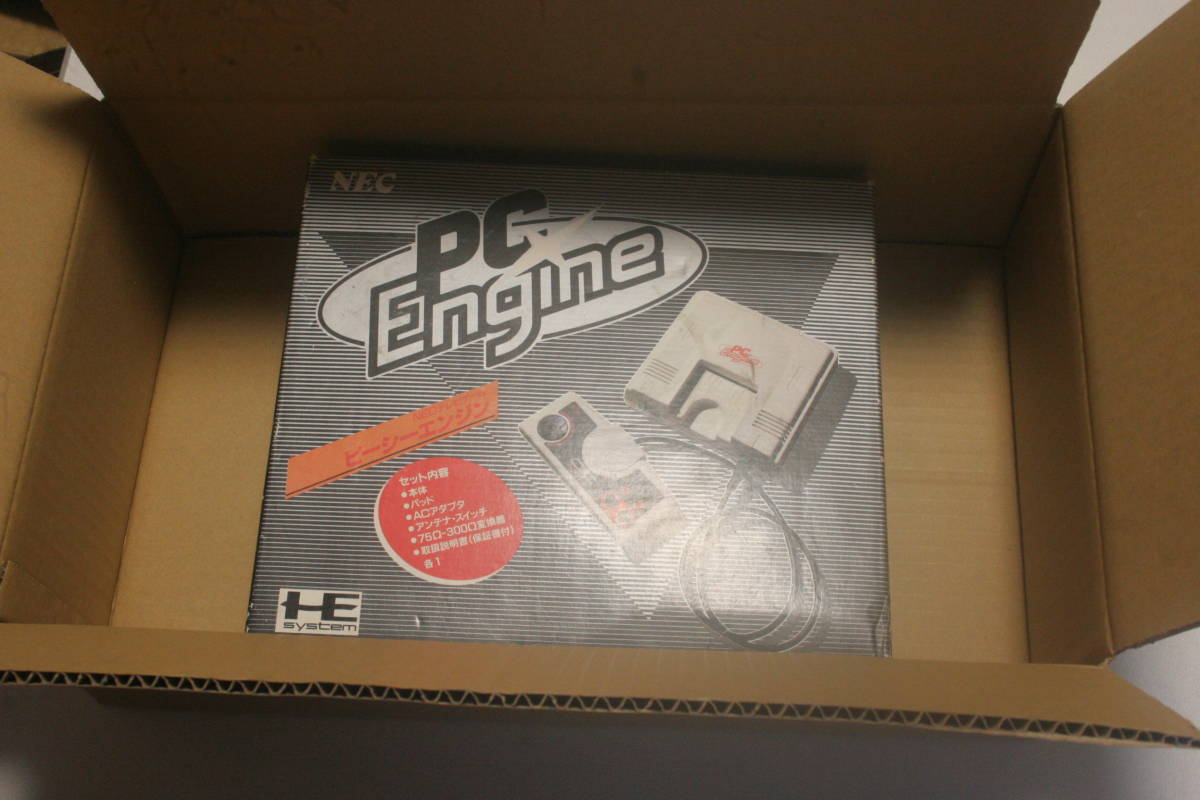 NEC
PC
Engine
PC
Engine
ピーシーエンジン
セット内容
●本体
●パッド
●ACアダプタ
●アンテナ・スイッチ
●75Ω-300Ω変換器
●取扱説明書(保証書付)
各1
HE
system